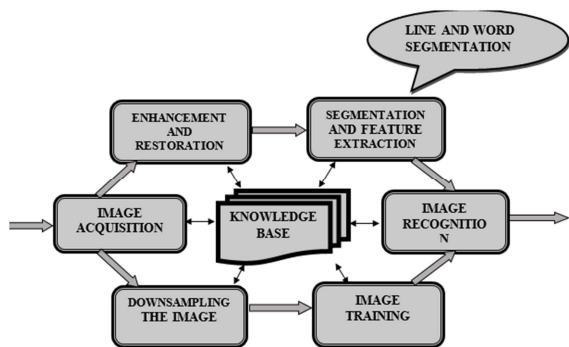 LINE AND WORD
SEGMENTATION
ENHANCEMENT
AND
RESTORATION
SEGMENTATION
AND FEATURE
EXTRACTION
IMAGE
ACQUISITION
KNOWLEDGE
BASE
IMAGE
RECOGNITIO
N
DOWNSAMPLING
THE IMAGE
IMAGE
TRAINING